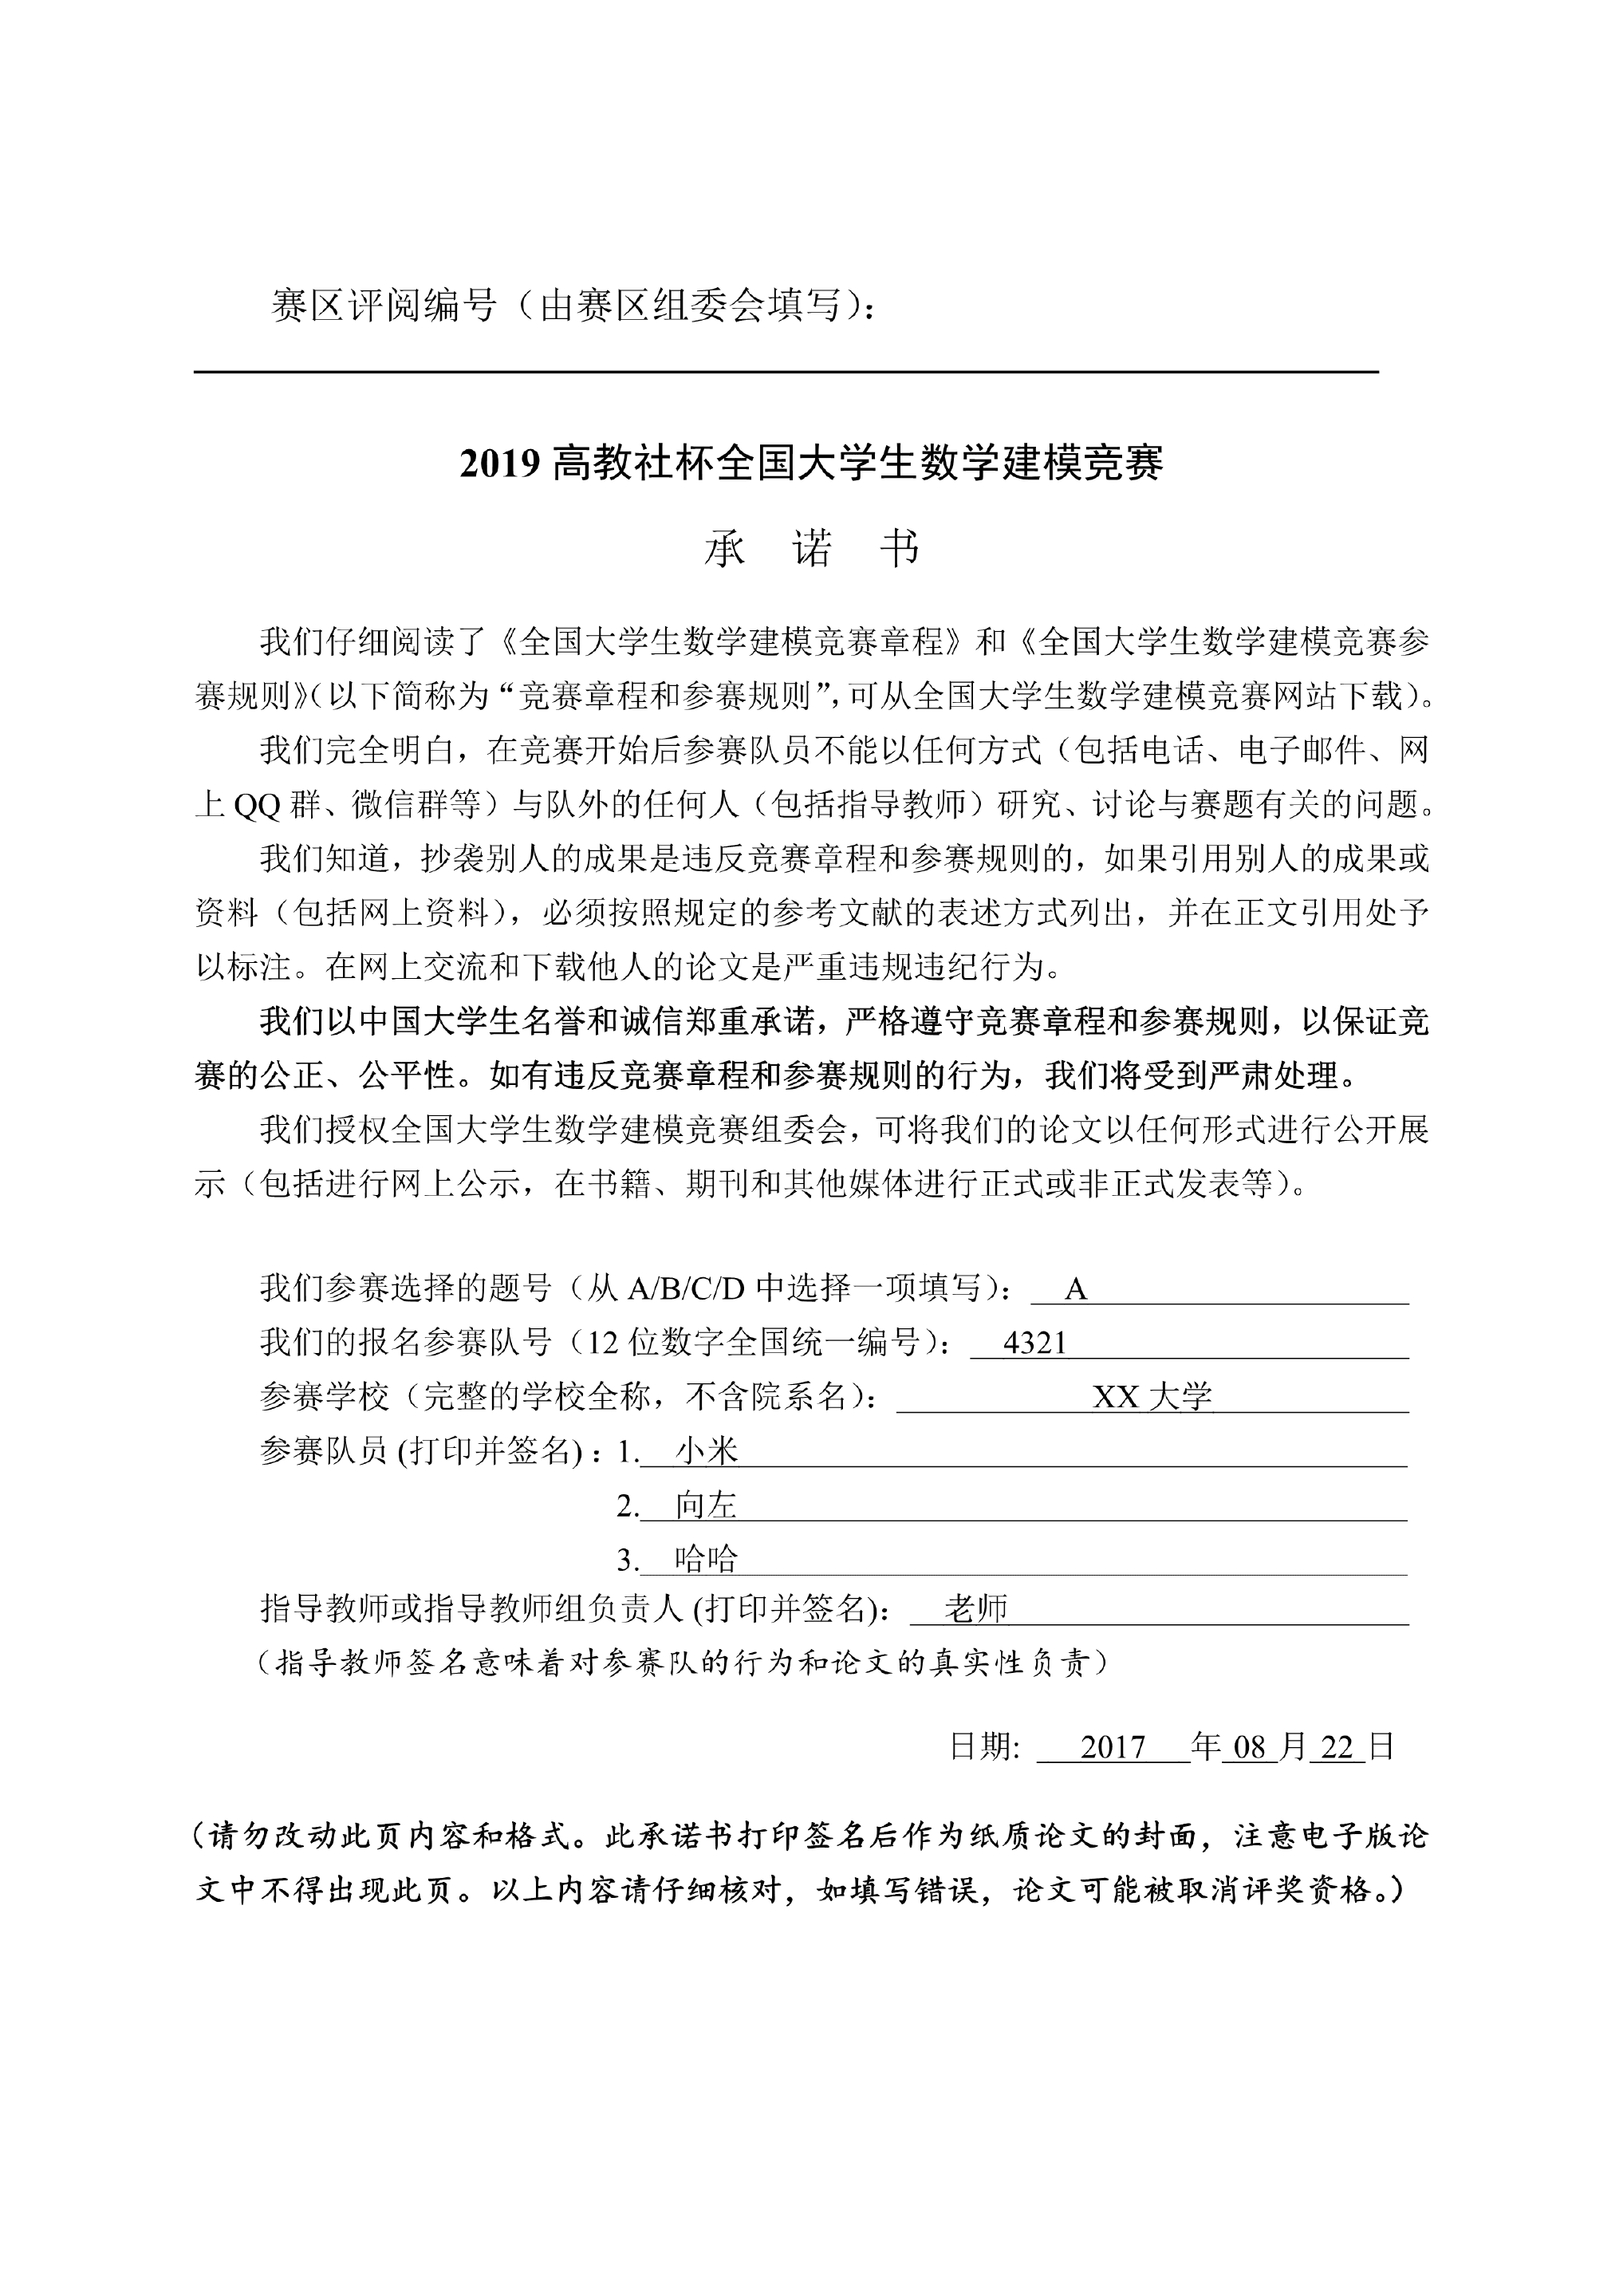 赛区评阅编号（由赛区组委会填写）：
2019 高教社杯全国大学生数学建模竞赛
承 诺 书
我们仔细阅读了《全国大学生数学建模竞赛章程》和《全国大学生数学建模竞赛参
赛规则》（以下简称为“竞赛章程和参赛规则”，可从全国大学生数学建模竞赛网站下载）。
我们完全明白，在竞赛开始后参赛队员不能以任何方式（包括电话、电子邮件、网
上 QQ 群、微信群等）与队外的任何人（包括指导教师）研究、讨论与赛题有关的问题。
我们知道，抄袭别人的成果是违反竞赛章程和参赛规则的，如果引用别人的成果或
资料（包括网上资料），必须按照规定的参考文献的表述方式列出，并在正文引用处予
以标注。在网上交流和下载他人的论文是严重违规违纪行为。
我们以中国大学生名誉和诚信郑重承诺，严格遵守竞赛章程和参赛规则，以保证竞
赛的公正、公平性。如有违反竞赛章程和参赛规则的行为，我们将受到严肃处理。
我们授权全国大学生数学建模竞赛组委会，可将我们的论文以任何形式进行公开展
示（包括进行网上公示，在书籍、期刊和其他媒体进行正式或非正式发表等）。
我们参赛选择的题号（从 A/B/C/D 中选择一项填写）： A
我们的报名参赛队号（12 位数字全国统一编号）： 4321
参赛学校（完整的学校全称，不含院系名）： XX 大学
参赛队员 (打印并签名) ：1. 小米
2. 向左
3. 哈哈
指导教师或指导教师组负责人 (打印并签名)： 老师
（指导教师签名意味着对参赛队的行为和论文的真实性负责）
日期: 2017 年 08 月 22 日
（请勿改动此页内容和格式。此承诺书打印签名后作为纸质论文的封面，注意电子版论
文中不得出现此页。以上内容请仔细核对，如填写错误，论文可能被取消评奖资格。）